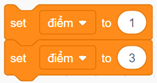 set điểm to 1
set điểm to 3